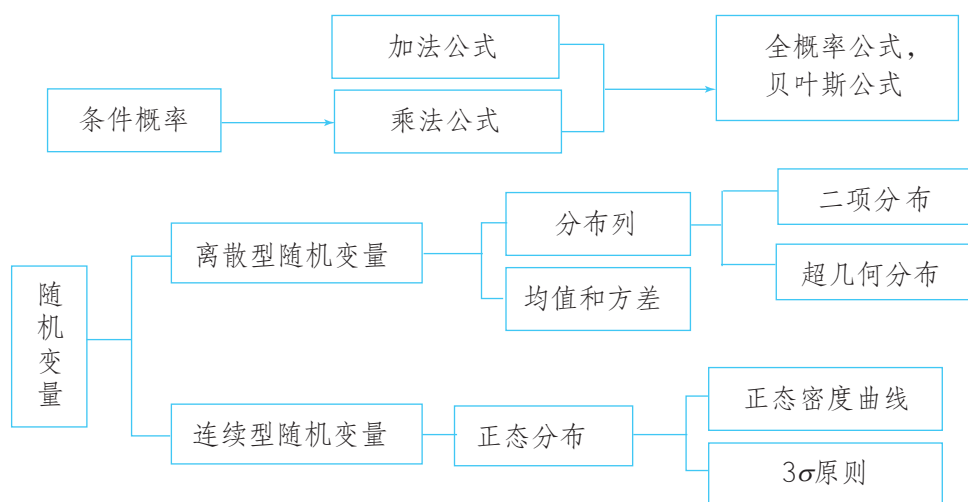 加法公式
全概率公式，
贝叶斯公式
条件概率
乘法公式
二项分布
分布列
离散型随机变量
超几何分布
均值和方差
随
机
变
量
正态密度曲线
连续型随机变量
正态分布
3σ原则